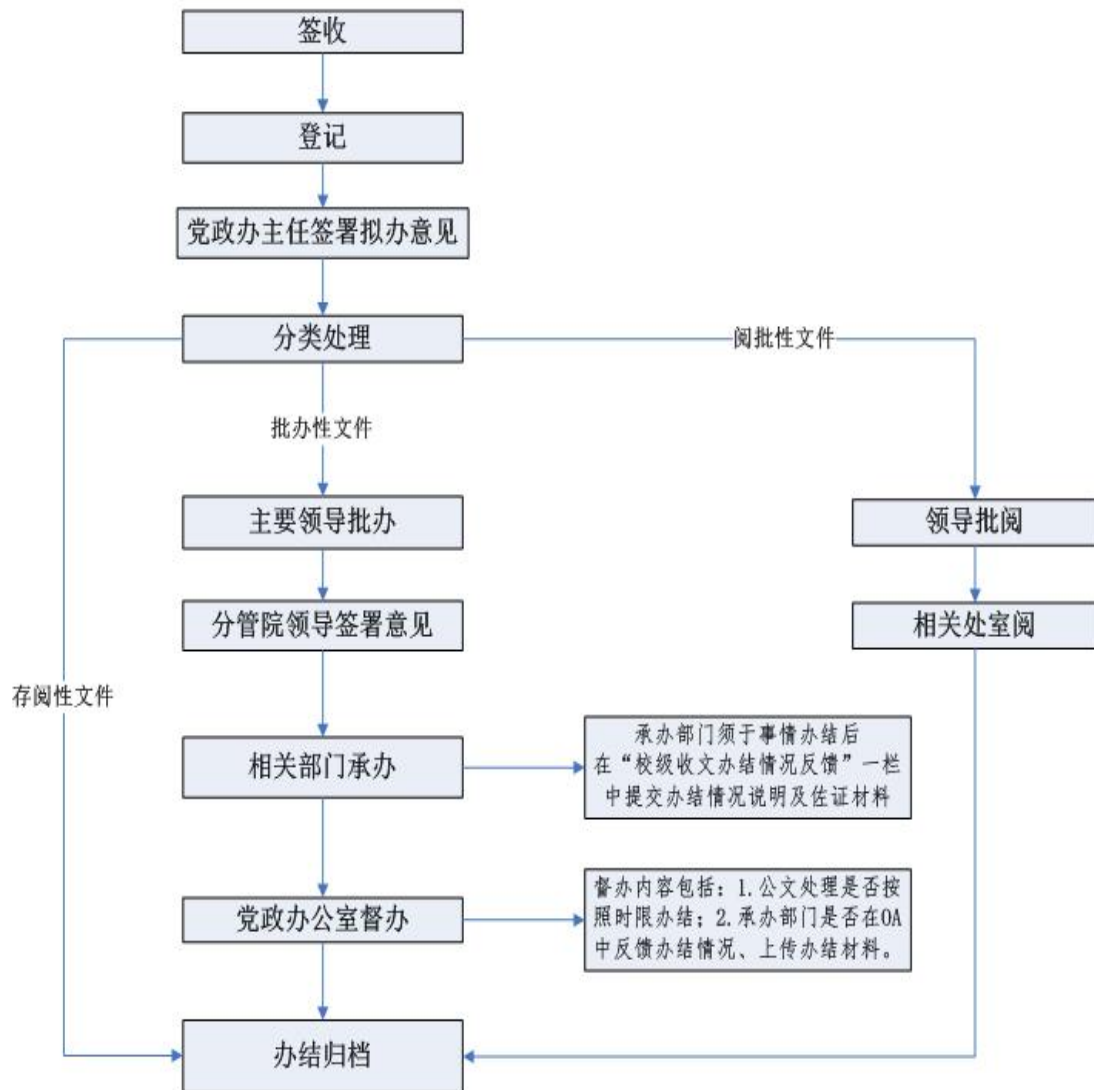 签收
登记
党政办主任签署拟办意见
分类处理
阅批性文件
批办性文件
主要领导批办
领导批阅
分管院领导签署意见
相关处室阅
存阅性文件
相关部门承办
承办部门须于事情办结后
在“校级收文办结情况反馈”一栏
中提交办结情况说明及佐证材料
党政办公室督办
督办内容包括：1.公文处理是否按
照时限办结；2.承办部门是否在OA
中反馈办结情况、上传办结材料。
办结归档